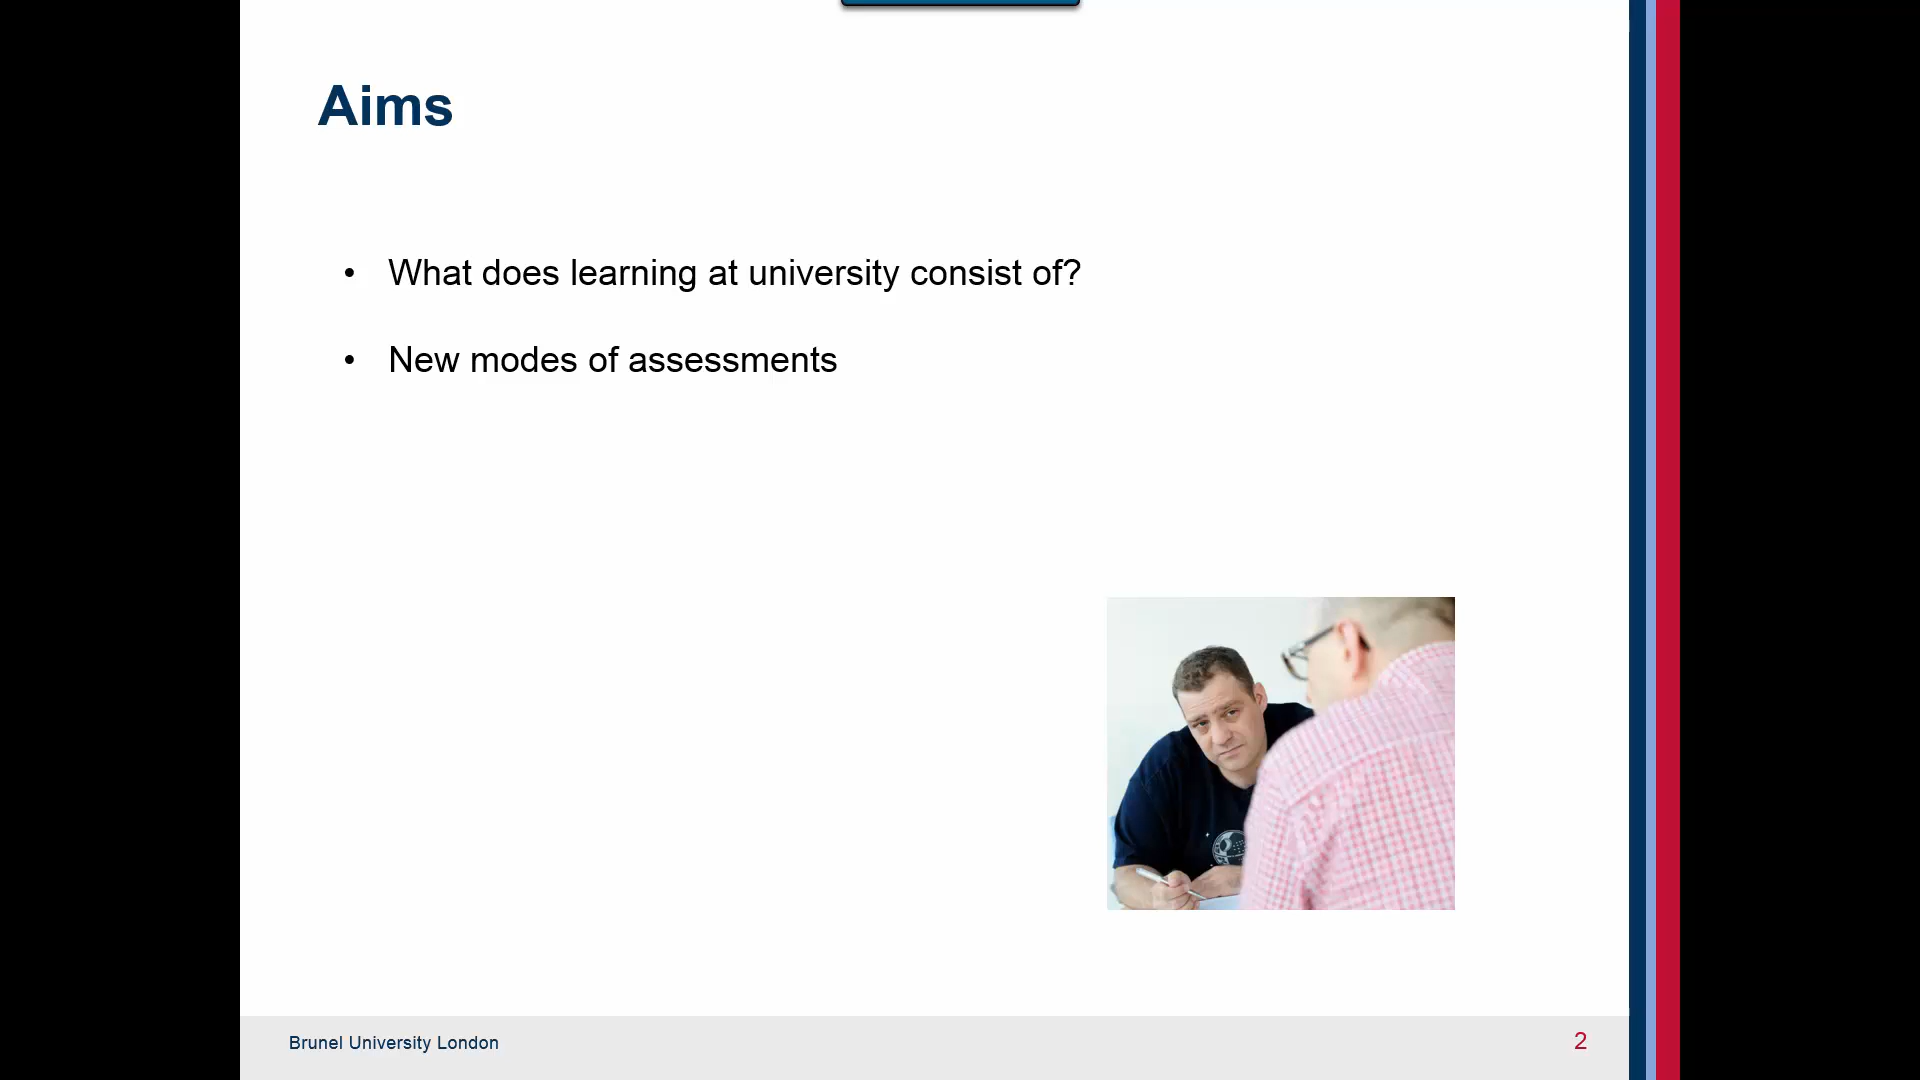 Aims
• What does learning at university consist of?
• New modes of assessments
Brunel University London
2